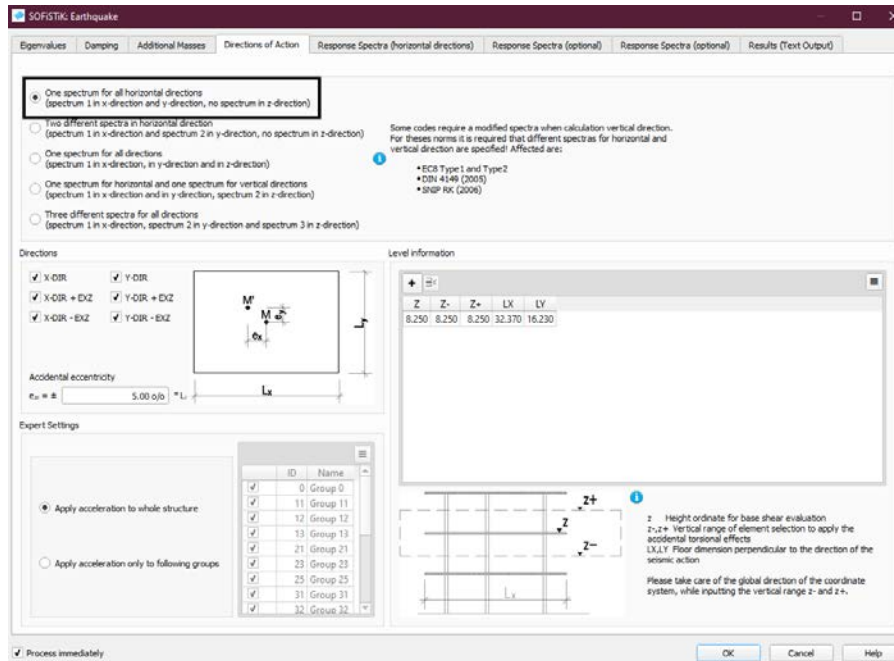 SOFiSTiK: Earthquake
Eigenvalues Damping Additional Masses Directions of Action Response Spectra (horizontal directions) Response Spectra (optional) Response Spectra (optional) Results (Text Output)
One spectrum for all horizontal directions
(spectrum 1 in x-direction and y-direction, no spectrum in z-direction)
Two different spectra in horizontal direction
(spectrum 1 in x-direction and spectrum 2 in y-direction, no spectrum in z-direction)
One spectrum for all directions
(spectrum 1 in x-direction, in y-direction and in z-direction)
One spectrum for horizontal and one spectrum for vertical directions
(spectrum 1 in x-direction and in y-direction, spectrum 2 in z-direction)
Three different spectra for all directions
(spectrum 1 in x-direction, spectrum 2 in y-direction and spectrum 3 in z-direction)
Some codes require a modified spectra when calculation vertical direction.
For theses norms it is required that different spectras for horizontal and
vertical direction are specified! Affected are:
• EC8 Type1 and Type2
• DIN 4149 (2005)
• SNIP RK (2006)
Directions
X-DIR Y-DIR
X-DIR + EXZ Y-DIR + EXZ
X-DIR - EXZ Y-DIR - EXZ
M'
M
ey
ex
Ly
Lx
Accidental eccentricity
= ± 5.00 o/o
Level information
Z Z- Z+ LX LY
8.250 8.250 8.250 32.370 16.230
Expert Settings
Apply acceleration to whole structure
Apply acceleration only to following groups
ID Name
0 Group 0
11 Group 11
12 Group 12
13 Group 13
21 Group 21
23 Group 23
25 Group 25
31 Group 31
32 Group 32
z+
z
z-
Lx
z Height ordinate for base shear evaluation
z-,z+ Vertical range of element selection to apply the
accidental torsional effects
LX,LY Floor dimension perpendicular to the direction of the
seismic action
Please take care of the global direction of the coordinate
system, while inputting the vertical range z- and z+.
Process immediately
OK Cancel Help